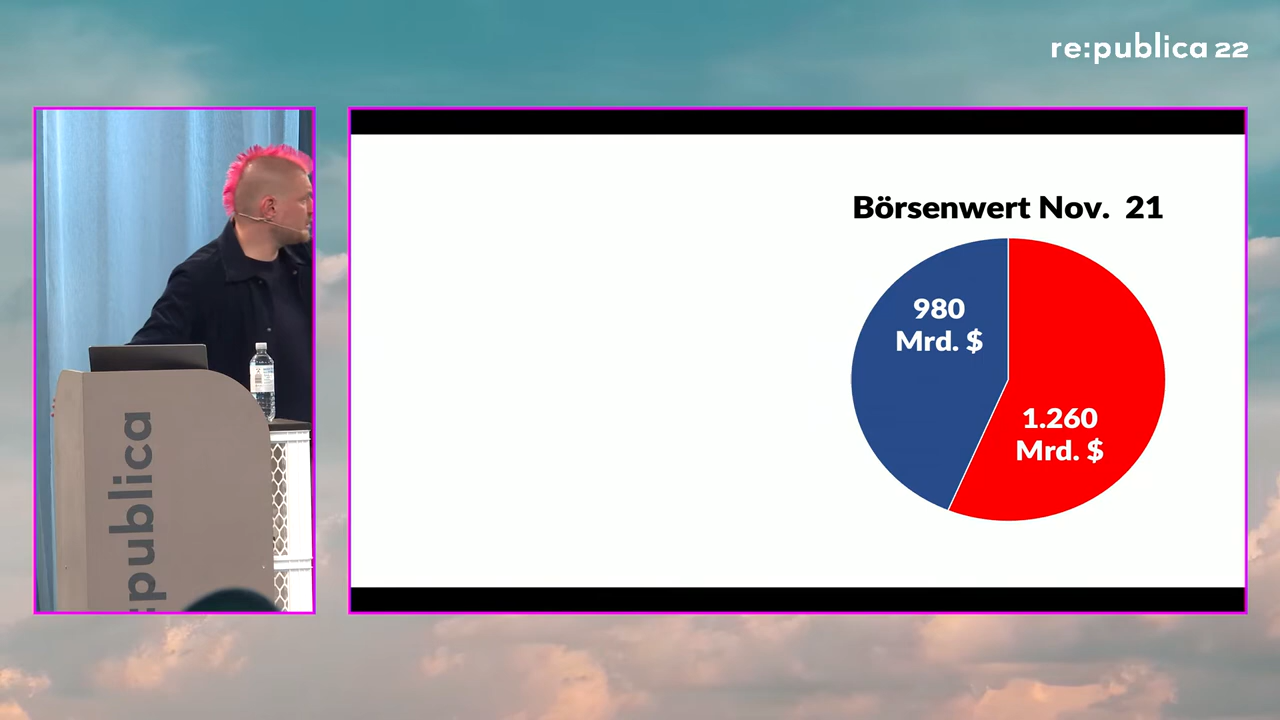 re:publica 22
Börsenwert Nov. 21
980
Mrd. $
1.260
Mrd. $
:publica